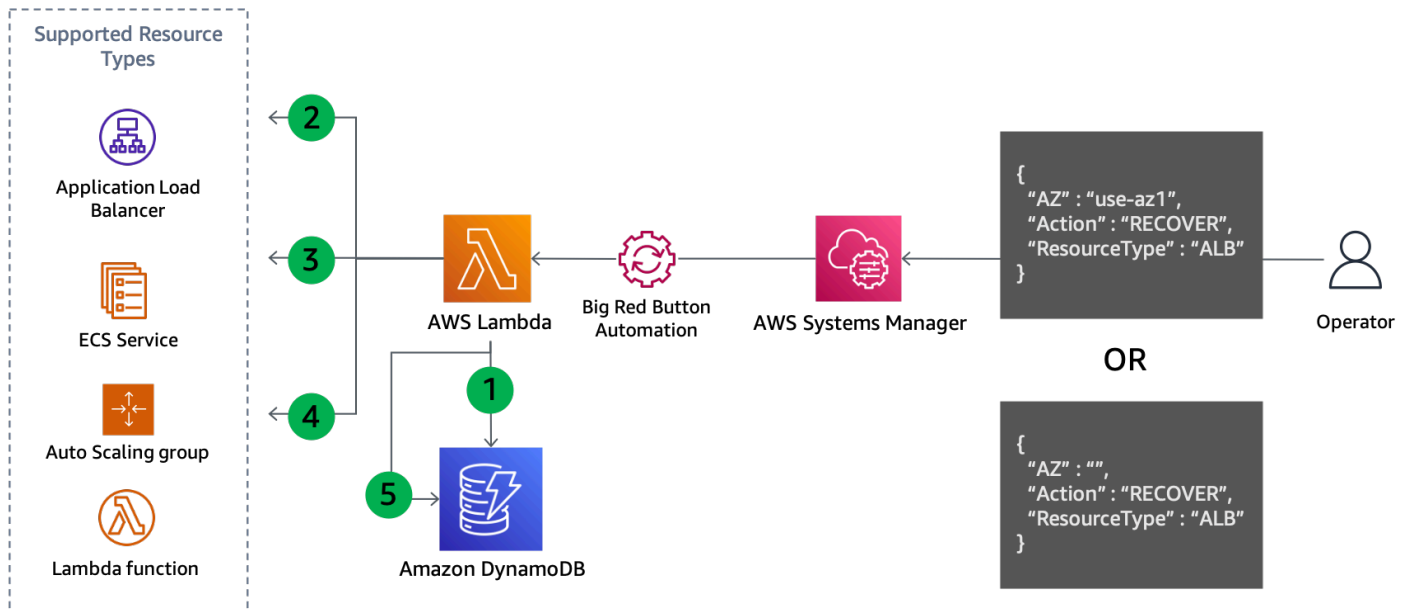 Supported Resource
Types
Application Load
Balancer
ECS Service
Auto Scaling group
Lambda function
2
3
4
AWS Lambda
1
5
Amazon DynamoDB
Big Red Button
Automation
AWS Systems Manager
{
“AZ” : “use-az1”,
“Action” : “RECOVER”,
“ResourceType” : “ALB”
}
OR
{
“AZ” : “”,
“Action” : “RECOVER”,
“ResourceType” : “ALB”
}
Operator